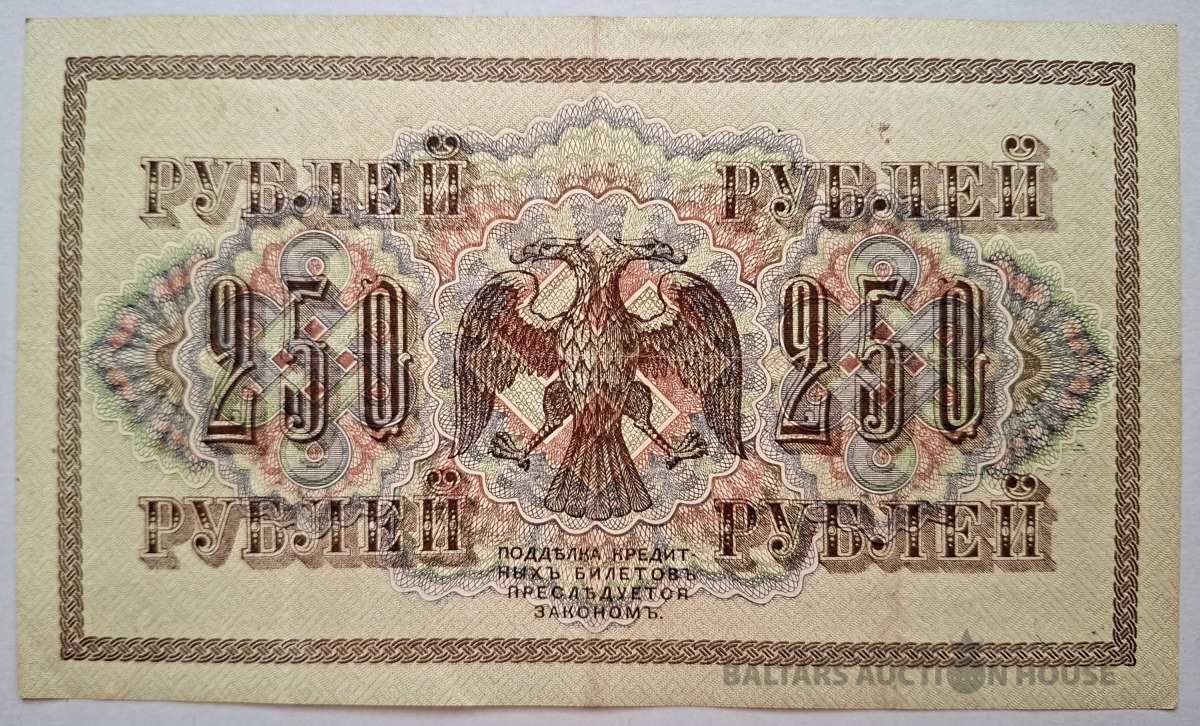 РУБЛЕЙ РУБЛЕЙ
250 250
РУБЛЕЙ РУБЛЕЙ
ПОДДѢЛКА КРЕДИТ-
НЫХЪ БИЛЕТОВЪ
ПРЕСЛѢДУЕТСЯ
ЗАКОНОМЪ.
BALTARS AUCTION HOUSE